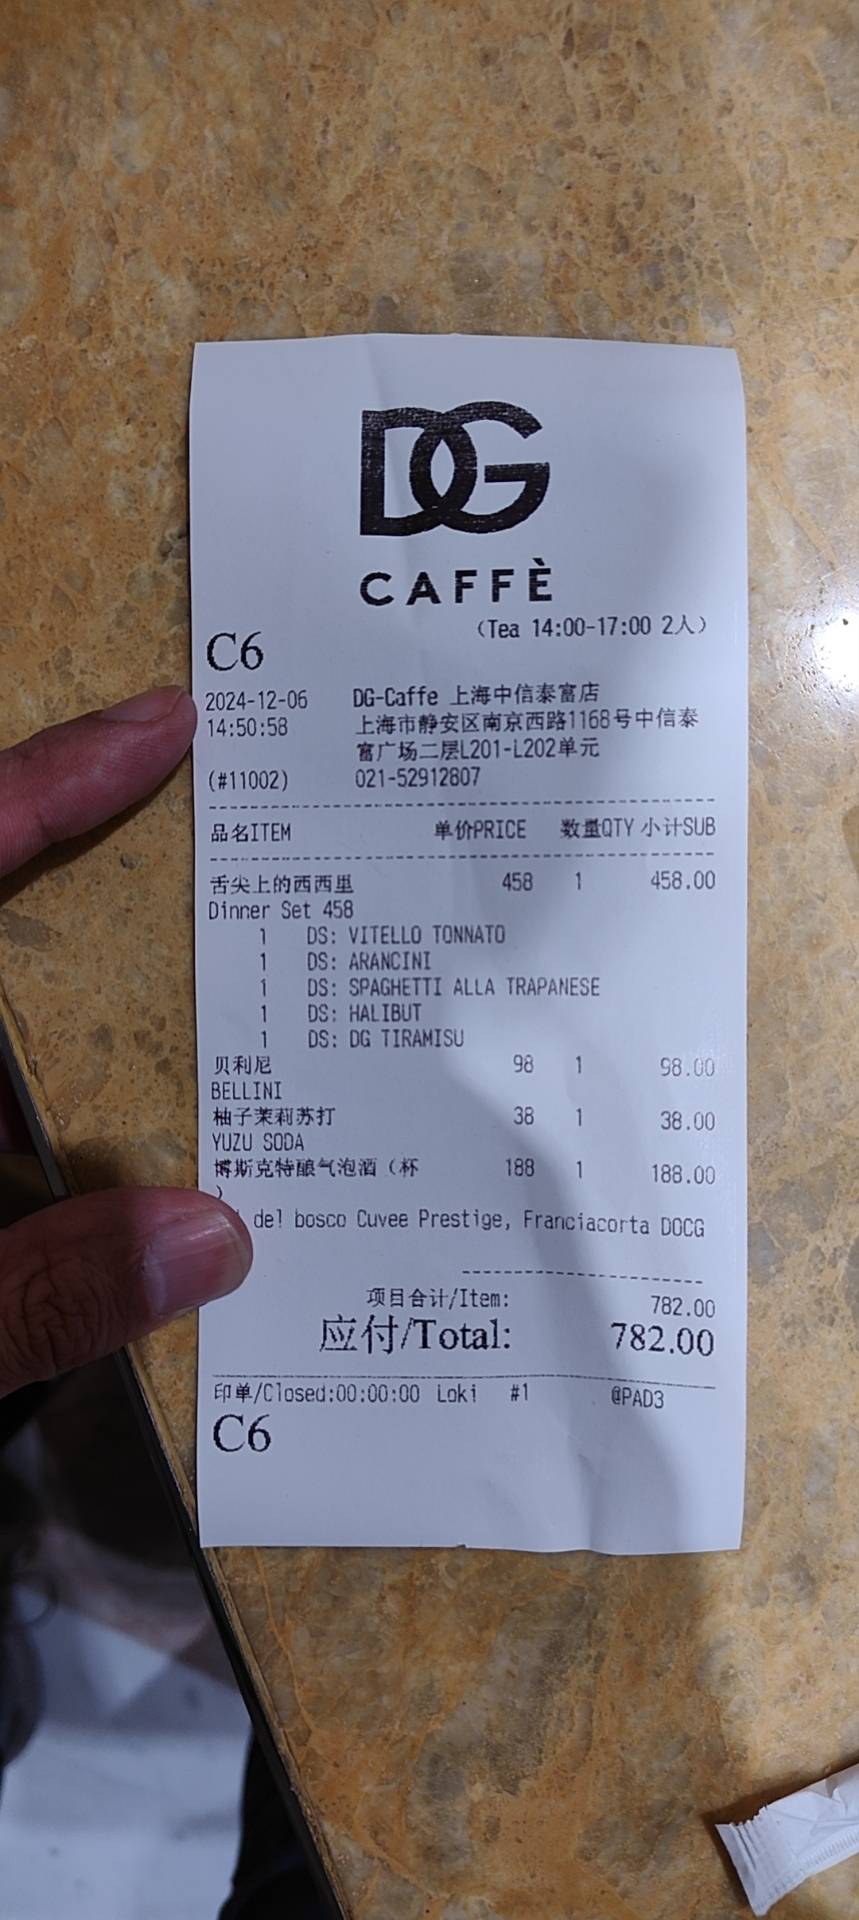 DG
CAFFÈ
(Tea 14:00-17:00 2人)
C6
2024-12-06 DG-Caffe 上海中信泰富店
14:50:58 上海市静安区南京西路1168号中信泰
富广场二层L201-L202单元
(#11002) 021-52912807
品名ITEM 单价PRICE 数量QTY 小计SUB
舌尖上的西西里 458 1 458.00
Dinner Set 458
1 DS: VITELLO TONNATO
1 DS: ARANCINI
1 DS: SPAGHETTI ALLA TRAPANESE
1 DS: HALIBUT
1 DS: DG TIRAMISU
贝利尼 98 1 98.00
BELLINI
柚子茉莉苏打 38 1 38.00
YUZU SODA
博斯克特酿气泡酒（杯 188 1 188.00
）
del bosco Cuvee Prestige, Franciacorta DOCG
项目合计/Item: 782.00
应付/Total: 782.00
印单/Closed:00:00:00 Loki #1 @PAD3
C6